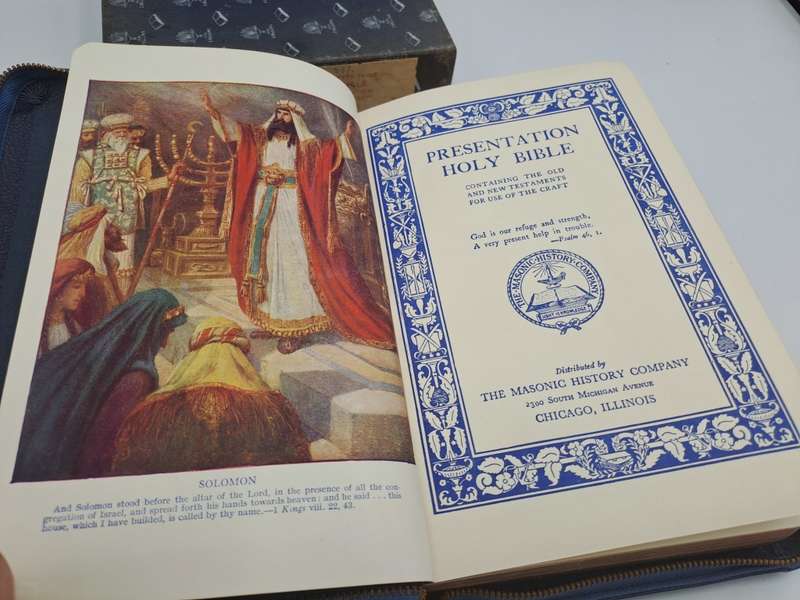 SOLOMON
And Solomon stood before the altar of the Lord, in the presence of all the con-
gregation of Israel, and spread forth his hands towards heaven: and he said . . . this
house, which I have builded, is called by thy name.—1 Kings viii. 22, 43.
PRESENTATION
HOLY BIBLE
CONTAINING THE OLD
AND NEW TESTAMENTS
FOR USE OF THE CRAFT
God is our refuge and strength,
A very present help in trouble.
—Psalm 46, 1.
THE MASONIC HISTORY COMPANY
LIGHT IS KNOWLEDGE
Distributed by
THE MASONIC HISTORY COMPANY
2300 SOUTH MICHIGAN AVENUE
CHICAGO, ILLINOIS